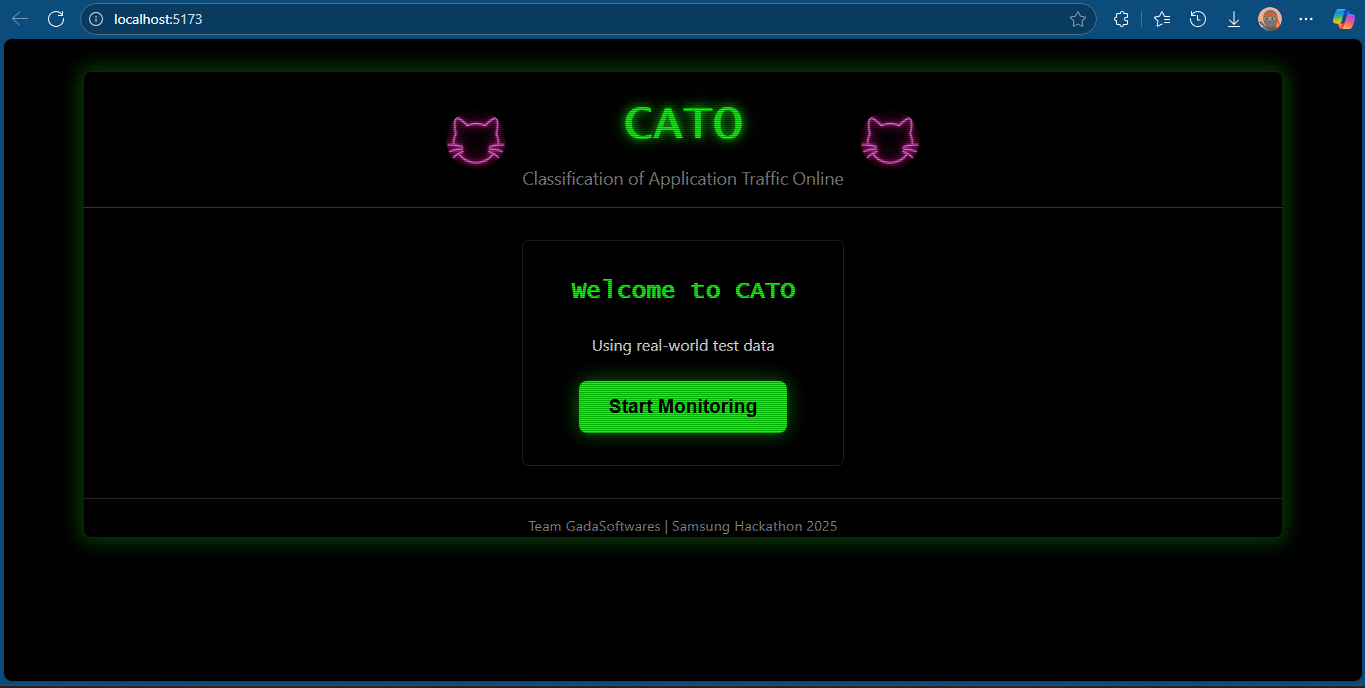 localhost:5173
CATO
Classification of Application Traffic Online
Welcome to CATO
Using real-world test data
Start Monitoring
Team GadaSoftwares | Samsung Hackathon 2025